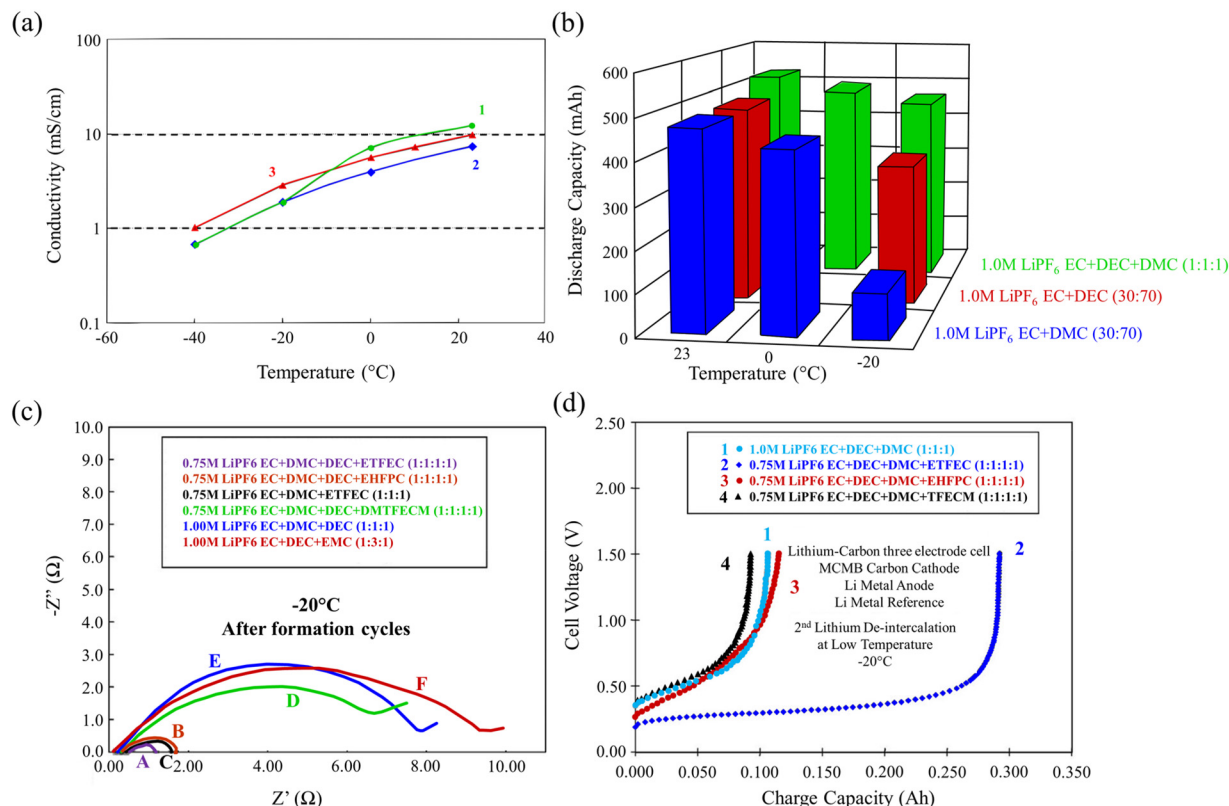 (a)
100
10
1
0.1
-60
-40
-20
0
20
40
1
2
3
Conductivity (mS/cm)
Temperature (°C)
(b)
600
500
400
300
200
100
0
Discharge Capacity (mAh)
23
0
-20
Temperature (°C)
1.0M LiPF₆ EC+DEC+DMC (1:1:1)
1.0M LiPF₆ EC+DEC (30:70)
1.0M LiPF₆ EC+DMC (30:70)
(c)
10.0
9.0
8.0
7.0
6.0
5.0
4.0
3.0
2.0
1.0
0.0
-Z'' (Ω)
0.75M LiPF6 EC+DMC+DEC+ETFEC (1:1:1:1)
0.75M LiPF6 EC+DMC+DEC+EHFPC (1:1:1:1)
0.75M LiPF6 EC+DMC+ETFEC (1:1:1)
0.75M LiPF6 EC+DMC+DEC+DMTFECM (1:1:1:1)
1.00M LiPF6 EC+DMC+DEC (1:1:1)
1.00M LiPF6 EC+DEC+EMC (1:3:1)
-20°C
After formation cycles
E
F
D
B
A
C
0.00
2.00
4.00
6.00
8.00
10.00
Z' (Ω)
(d)
2.50
2.00
1.50
1.00
0.50
0.00
Cell Voltage (V)
1 1.0M LiPF6 EC+DEC+DMC (1:1:1)
2 0.75M LiPF6 EC+DEC+DMC+ETFEC (1:1:1:1)
3 0.75M LiPF6 EC+DEC+DMC+EHFPC (1:1:1:1)
4 0.75M LiPF6 EC+DEC+DMC+TFECM (1:1:1:1)
1
2
3
4
Lithium-Carbon three electrode cell
MCMB Carbon Cathode
Li Metal Anode
Li Metal Reference
2nd Lithium De-intercalation
at Low Temperature
-20°C
0.000
0.050
0.100
0.150
0.200
0.250
0.300
0.350
Charge Capacity (Ah)